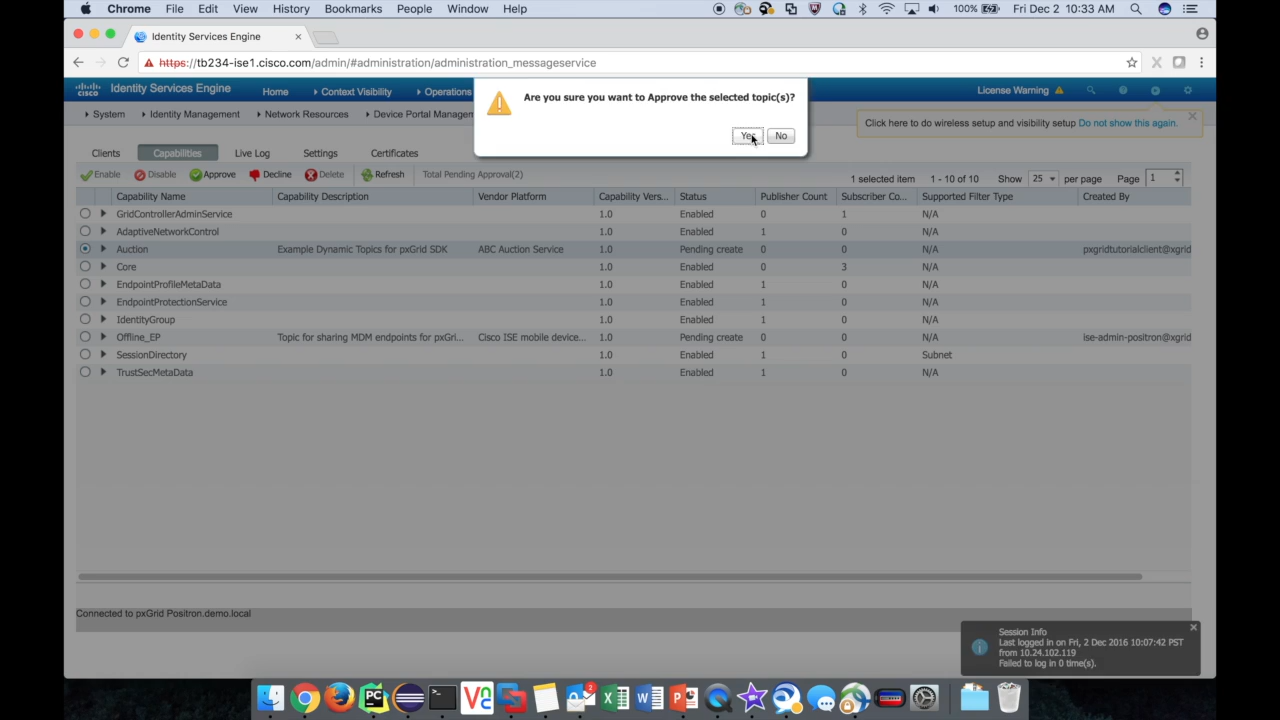 Chrome File Edit View History Bookmarks People Window Help 100% Fri Dec 2 10:33 AM
Identity Services Engine
https://tb234-ise1.cisco.com/admin/#administration/administration_messageservice
Are you sure you want to Approve the selected topic(s)?
Yes No
cisco Identity Services Engine Home Context Visibility Operations License Warning
System Identity Management Network Resources Device Portal Managem
Click here to do wireless setup and visibility setup Do not show this again.
Clients Capabilities Live Log Settings Certificates
Enable Disable Approve Decline Delete Refresh Total Pending Approval(2) 1 selected item 1 - 10 of 10 Show 25 per page Page 1
Capability Name Capability Description Vendor Platform Capability Vers... Status Publisher Count Subscriber Co... Supported Filter Type Created By
GridControllerAdminService 1.0 Enabled 0 1 N/A
AdaptiveNetworkControl 1.0 Enabled 1 0 N/A
Auction Example Dynamic Topics for pxGrid SDK ABC Auction Service 1.0 Pending create 0 0 N/A pxgridtutorialclient@xgrid
Core 1.0 Enabled 0 3 N/A
EndpointProfileMetaData 1.0 Enabled 1 0 N/A
EndpointProtectionService 1.0 Enabled 1 0 N/A
IdentityGroup 1.0 Enabled 1 0 N/A
Offline_EP Topic for sharing MDM endpoints for pxGri... Cisco ISE mobile device... 1.0 Pending create 0 0 N/A ise-admin-positron@xgrid
SessionDirectory 1.0 Enabled 1 0 Subnet
TrustSecMetaData 1.0 Enabled 1 0 N/A
Connected to pxGrid Positron.demo.local
Session Info
Last logged in on Fri, 2 Dec 2016 10:07:42 PST
from 10.24.102.119
Failed to log in 0 time(s).